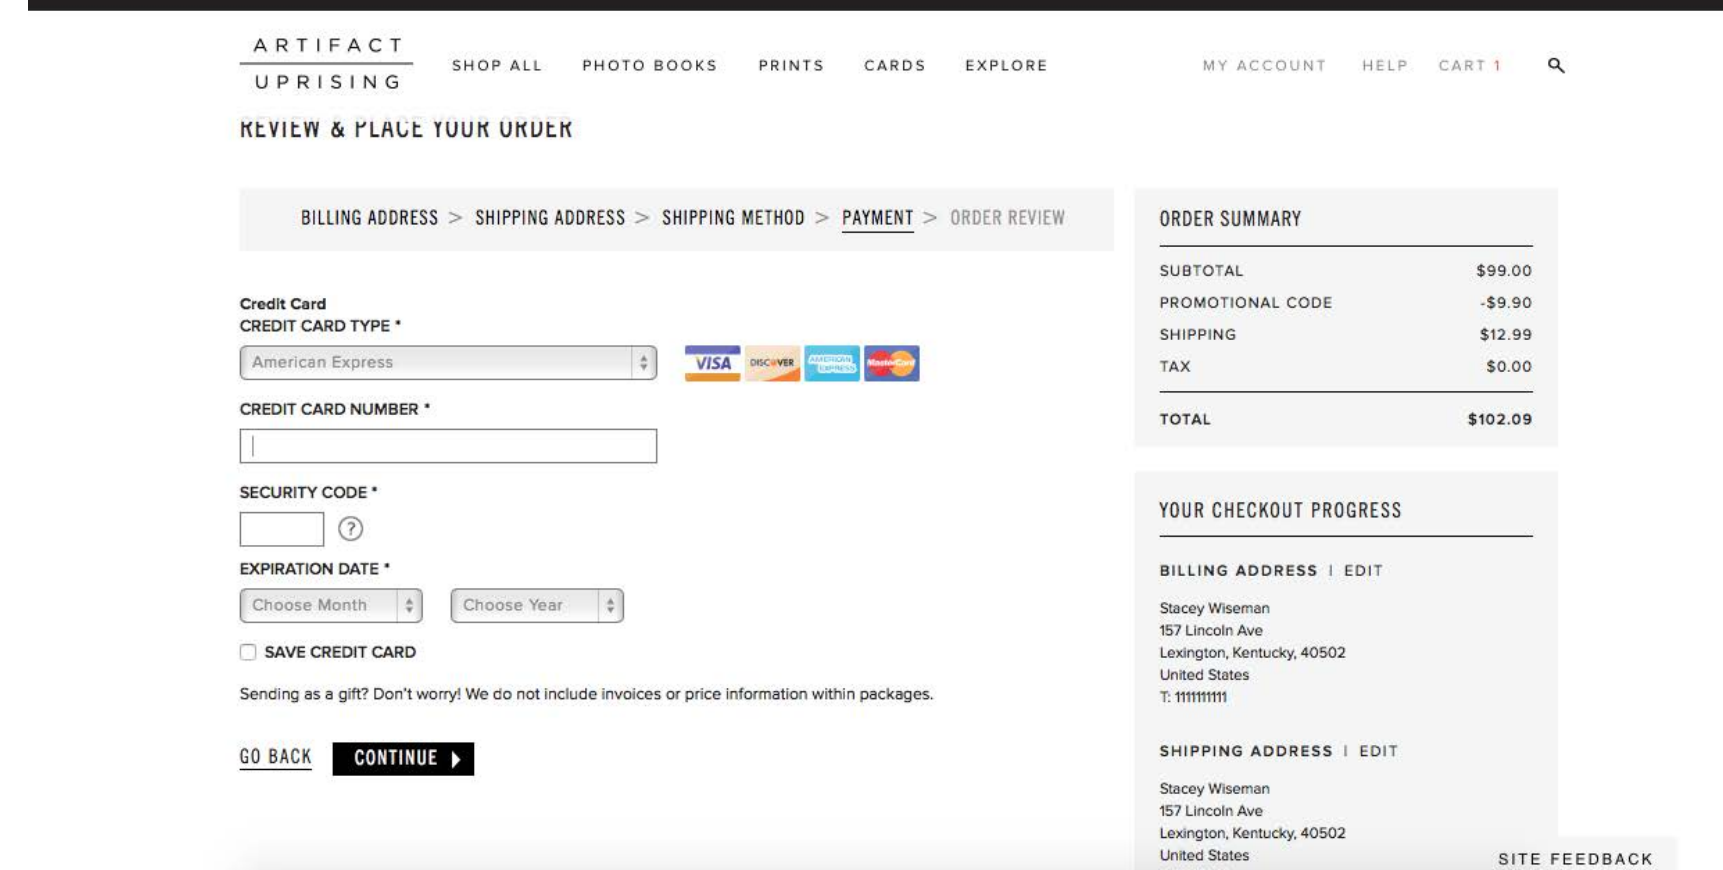 ARTIFACT
UPRISING
SHOP ALL PHOTO BOOKS PRINTS CARDS EXPLORE MY ACCOUNT HELP CART 1
REVIEW & PLACE YOUR ORDER
BILLING ADDRESS > SHIPPING ADDRESS > SHIPPING METHOD > PAYMENT > ORDER REVIEW
Credit Card
CREDIT CARD TYPE *
American Express
VISA DISCOVER AMERICAN EXPRESS MasterCard
CREDIT CARD NUMBER *
SECURITY CODE *
?
EXPIRATION DATE *
Choose Month Choose Year
SAVE CREDIT CARD
Sending as a gift? Don't worry! We do not include invoices or price information within packages.
GO BACK CONTINUE
ORDER SUMMARY
SUBTOTAL $99.00
PROMOTIONAL CODE -$9.90
SHIPPING $12.99
TAX $0.00
TOTAL $102.09
YOUR CHECKOUT PROGRESS
BILLING ADDRESS | EDIT
Stacey Wiseman
157 Lincoln Ave
Lexington, Kentucky, 40502
United States
T: 1111111111
SHIPPING ADDRESS | EDIT
Stacey Wiseman
157 Lincoln Ave
Lexington, Kentucky, 40502
United States
SITE FEEDBACK